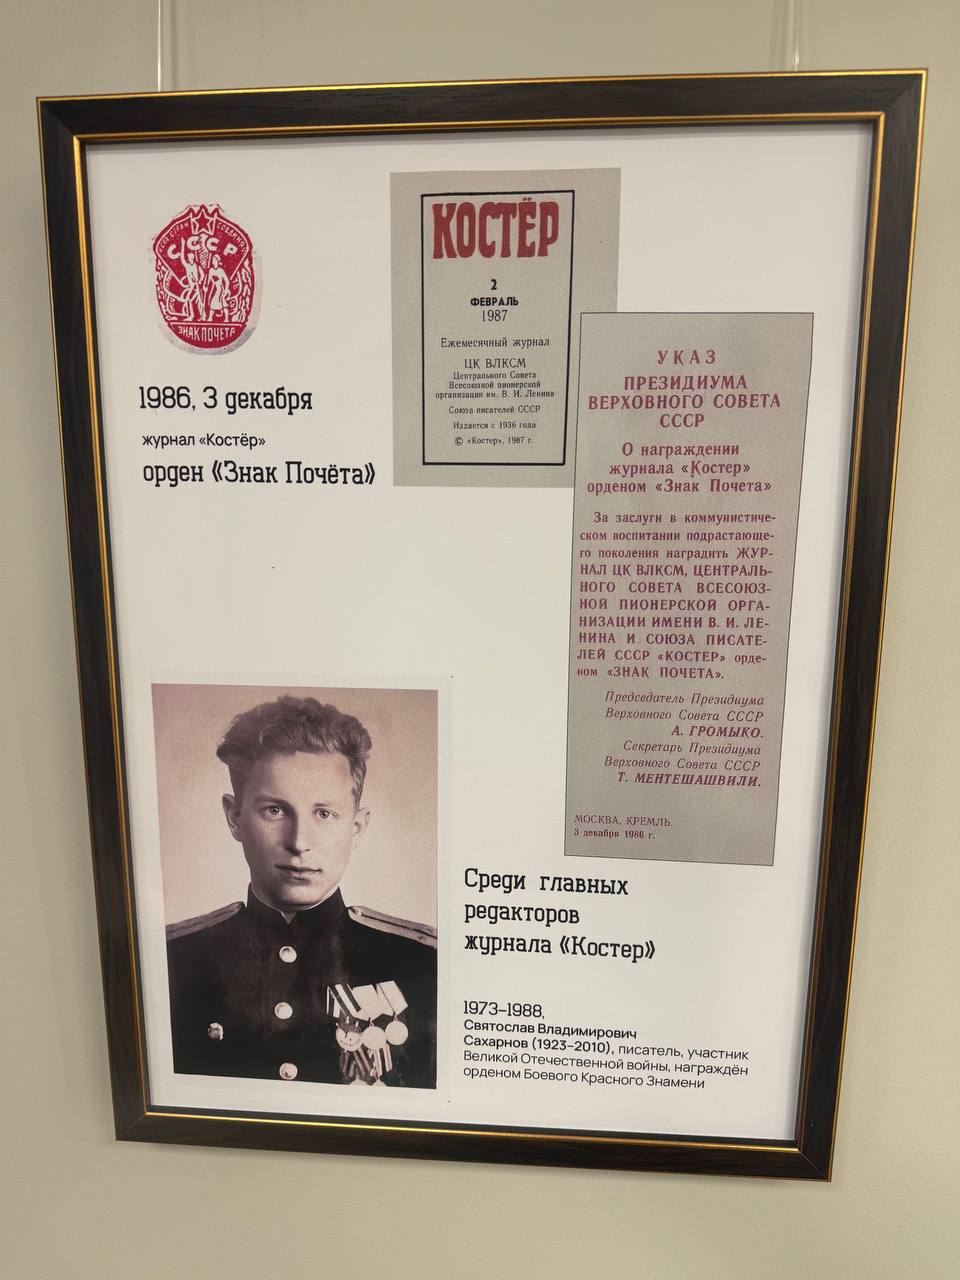 СССР
ЗНАК ПОЧЕТА
1986, 3 декабря
журнал «Костёр»
орден «Знак Почёта»
КОСТЁР
2
ФЕВРАЛЬ
1987
Ежемесячный журнал
ЦК ВЛКСМ
Центрального Совета
Всесоюзной пионерской
организации им. В. И. Ленина
Союза писателей СССР
Издается с 1936 года
© «Костер», 1987 г.
УКАЗ
ПРЕЗИДИУМА
ВЕРХОВНОГО СОВЕТА
СССР
О награждении
журнала «Костер»
орденом «Знак Почета»
За заслуги в коммунистиче-
ском воспитании подрастающе-
го поколения наградить ЖУР-
НАЛ ЦК ВЛКСМ, ЦЕНТРАЛЬ-
НОГО СОВЕТА ВСЕСОЮЗ-
НОЙ ПИОНЕРСКОЙ ОРГА-
НИЗАЦИИ ИМЕНИ В. И. ЛЕ-
НИНА И СОЮЗА ПИСАТЕ-
ЛЕЙ СССР «КОСТЕР» орде-
ном «ЗНАК ПОЧЕТА».
Председатель Президиума
Верховного Совета СССР
А. ГРОМЫКО.
Секретарь Президиума
Верховного Совета СССР
Т. МЕНТЕШАШВИЛИ.
МОСКВА, КРЕМЛЬ.
3 декабря 1986 г.
Среди главных
редакторов
журнала «Костер»
1973–1988,
Святослав Владимирович
Сахарнов (1923–2010), писатель, участник
Великой Отечественной войны, награждён
орденом Боевого Красного Знамени